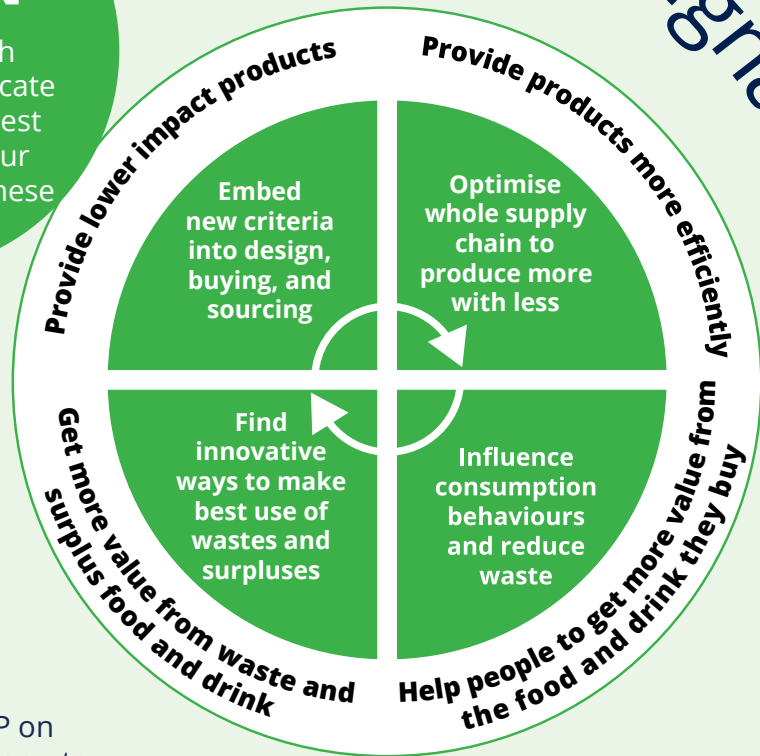 est
Provide lower impact products
Provide products more efficiently
Embed
new criteria
into design,
buying, and
sourcing
Optimise
whole supply
chain to
produce more
with less
Find
innovative
ways to make
best use of
wastes and
surpluses
Influence
consumption
behaviours
and reduce
waste
Get more value from waste and
surplus food and drink
Help people to get more value from
the food and drink they buy
P on